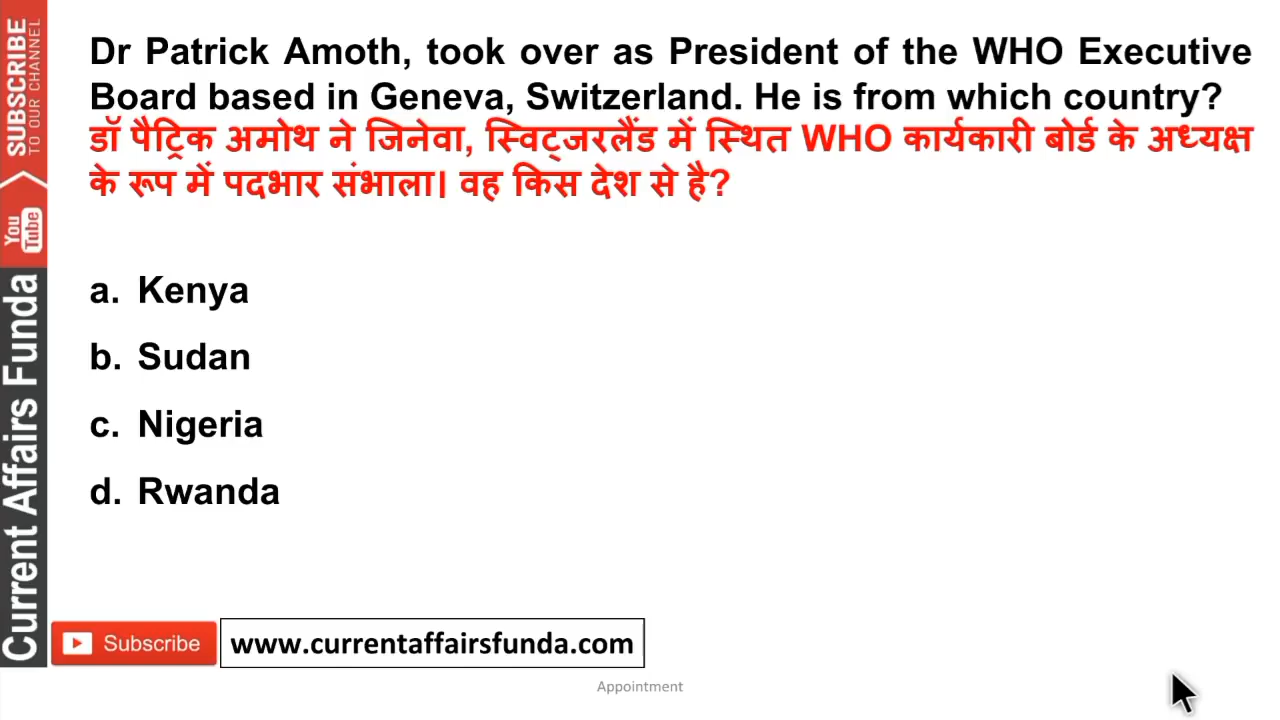 Dr Patrick Amoth, took over as President of the WHO Executive
Board based in Geneva, Switzerland. He is from which country?
डॉ पैट्रिक अमोथ ने जिनेवा, स्विट्जरलैंड में स्थित WHO कार्यकारी बोर्ड के अध्यक्ष
के रूप में पदभार संभाला। वह किस देश से है?
a. Kenya
b. Sudan
c. Nigeria
d. Rwanda
SUBSCRIBE
TO OUR CHANNEL
You Tube
Current Affairs Funda
Subscribe
www.currentaffairsfunda.com
Appointment